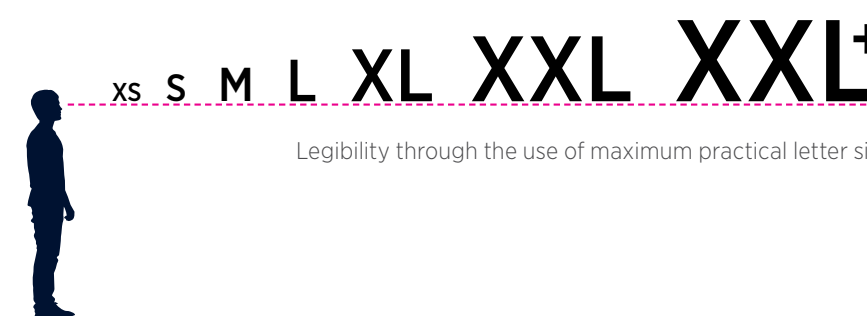 XS S M L XL XXL XXL+
Legibility through the use of maximum practical letter si